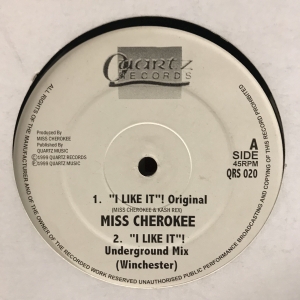 Quartz
RECORDS
ALL RIGHTS OF THE MANUFACTURER AND OF THE OWNER OF THE RECORDED WORK RESERVED UNAUTHORISED PUBLIC PERFORMANCE BROADCASTING AND COPYING OF THIS RECORD PROHIBITED
Produced By
MISS CHEROKEE
Published By
QUARTZ MUSIC
℗1999 QUARTZ RECORDS
©1999 QUARTZ MUSIC
A
SIDE
45RPM
QRS 020
1. "I LIKE IT"! Original
(MISS CHEROKEE & KASH REX)
MISS CHEROKEE
2. "I LIKE IT"!
Underground Mix
(Winchester)